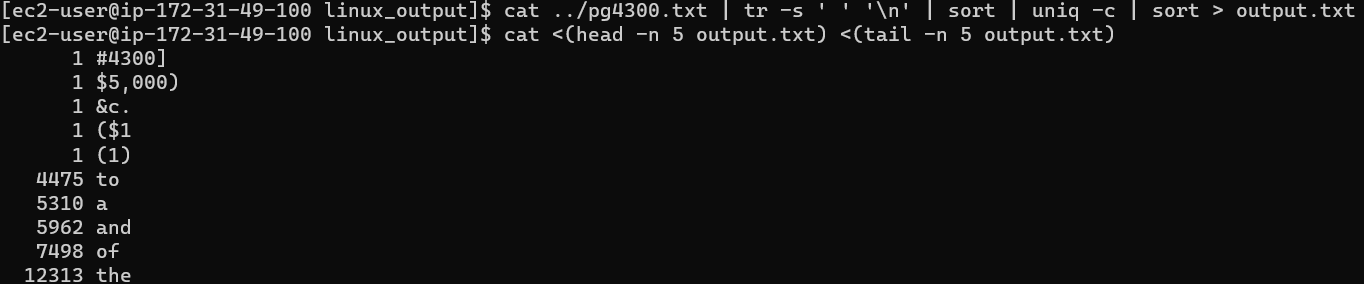 [ec2-user@ip-172-31-49-100 linux_output]$ cat ../pg4300.txt | tr -s ' ' '\n' | sort | uniq -c | sort > output.txt
[ec2-user@ip-172-31-49-100 linux_output]$ cat <(head -n 5 output.txt) <(tail -n 5 output.txt)
      1 #4300]
      1 $5,000)
      1 &c.
      1 ($1
      1 (1)
   4475 to
   5310 a
   5962 and
   7498 of
  12313 the